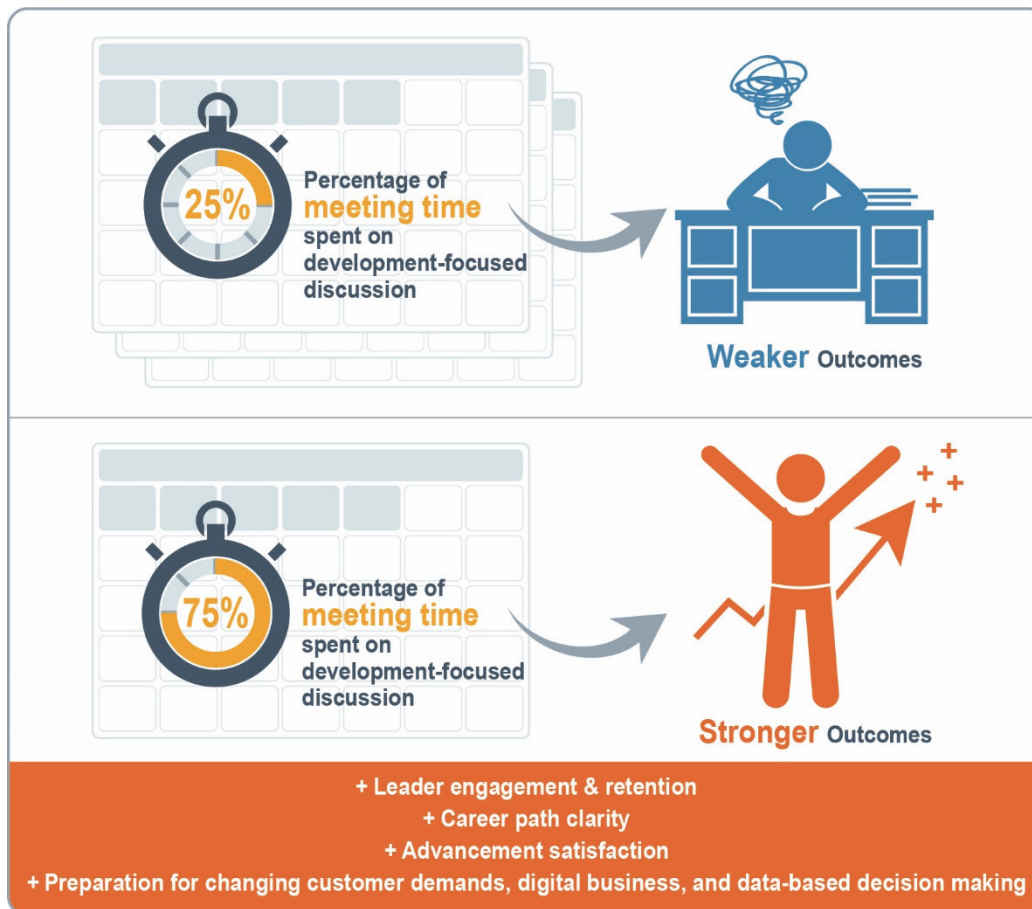 25%
Percentage of
meeting time
spent on
development-focused
discussion
Weaker Outcomes
75%
Percentage of
meeting time
spent on
development-focused
discussion
Stronger Outcomes
+ Leader engagement & retention
+ Career path clarity
+ Advancement satisfaction
+ Preparation for changing customer demands, digital business, and data-based decision making